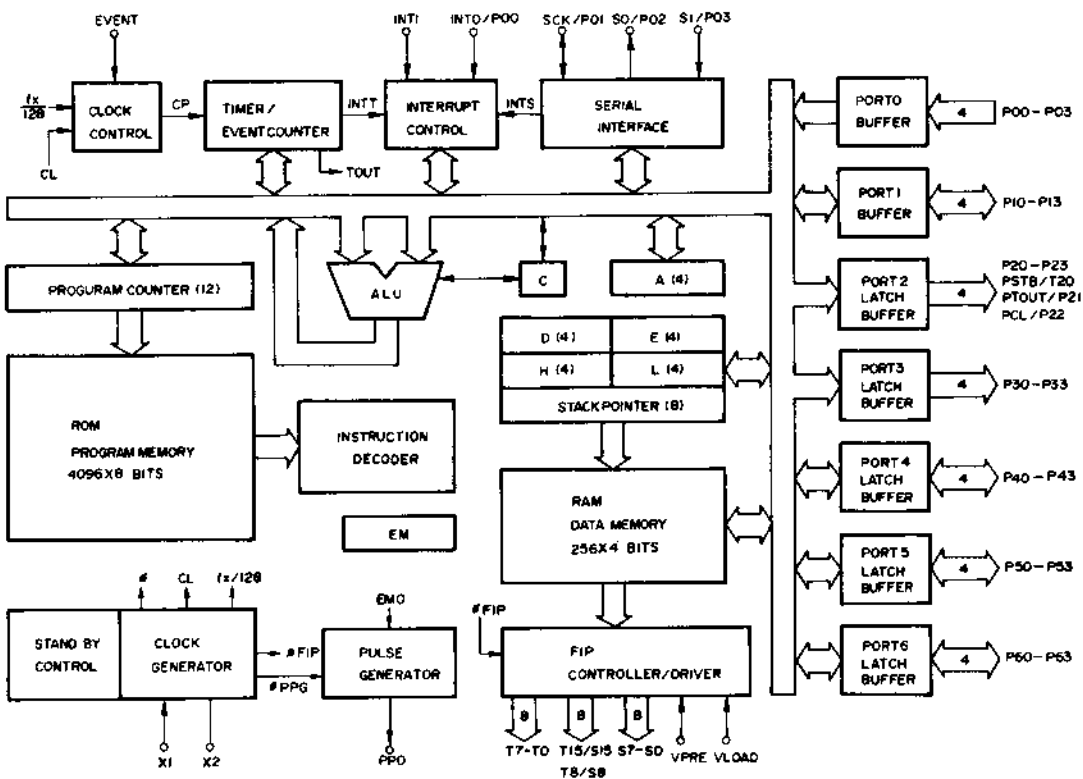 EVENT
INT1
INT0/P00
SCK/P01
S0/P02
S1/P03
fx/128
CL
CLOCK
CONTROL
CP
TIMER/
EVENTCOUNTER
INTT
TOUT
INTERRUPT
CONTROL
INTS
SERIAL
INTERFACE
PORT0
BUFFER
4
P00-P03
PORT1
BUFFER
4
P10-P13
PROGURAM COUNTER (12)
ALU
C
A (4)
PORT2
LATCH
BUFFER
4
P20-P23
PSTB/T20
PTOUT/P21
PCL/P22
D (4)
E (4)
H (4)
L (4)
STACKPOINTER (8)
PORT3
LATCH
BUFFER
4
P30-P33
ROM
PROGRAM MEMORY
4096X8 BITS
INSTRUCTION
DECODER
EM
RAM
DATA MEMORY
256X4 BITS
PORT4
LATCH
BUFFER
4
P40-P43
PORT5
LATCH
BUFFER
4
P50-P53
PORT6
LATCH
BUFFER
4
P60-P63
ø
CL
fx/128
STAND BY
CONTROL
CLOCK
GENERATOR
øFIP
øPPG
X1
X2
EMO
PULSE
GENERATOR
PPO
øFIP
FIP
CONTROLLER/DRIVER
8
8
8
T7-T0
T15/S15
T8/S8
S7-S0
VPRE
VLOAD